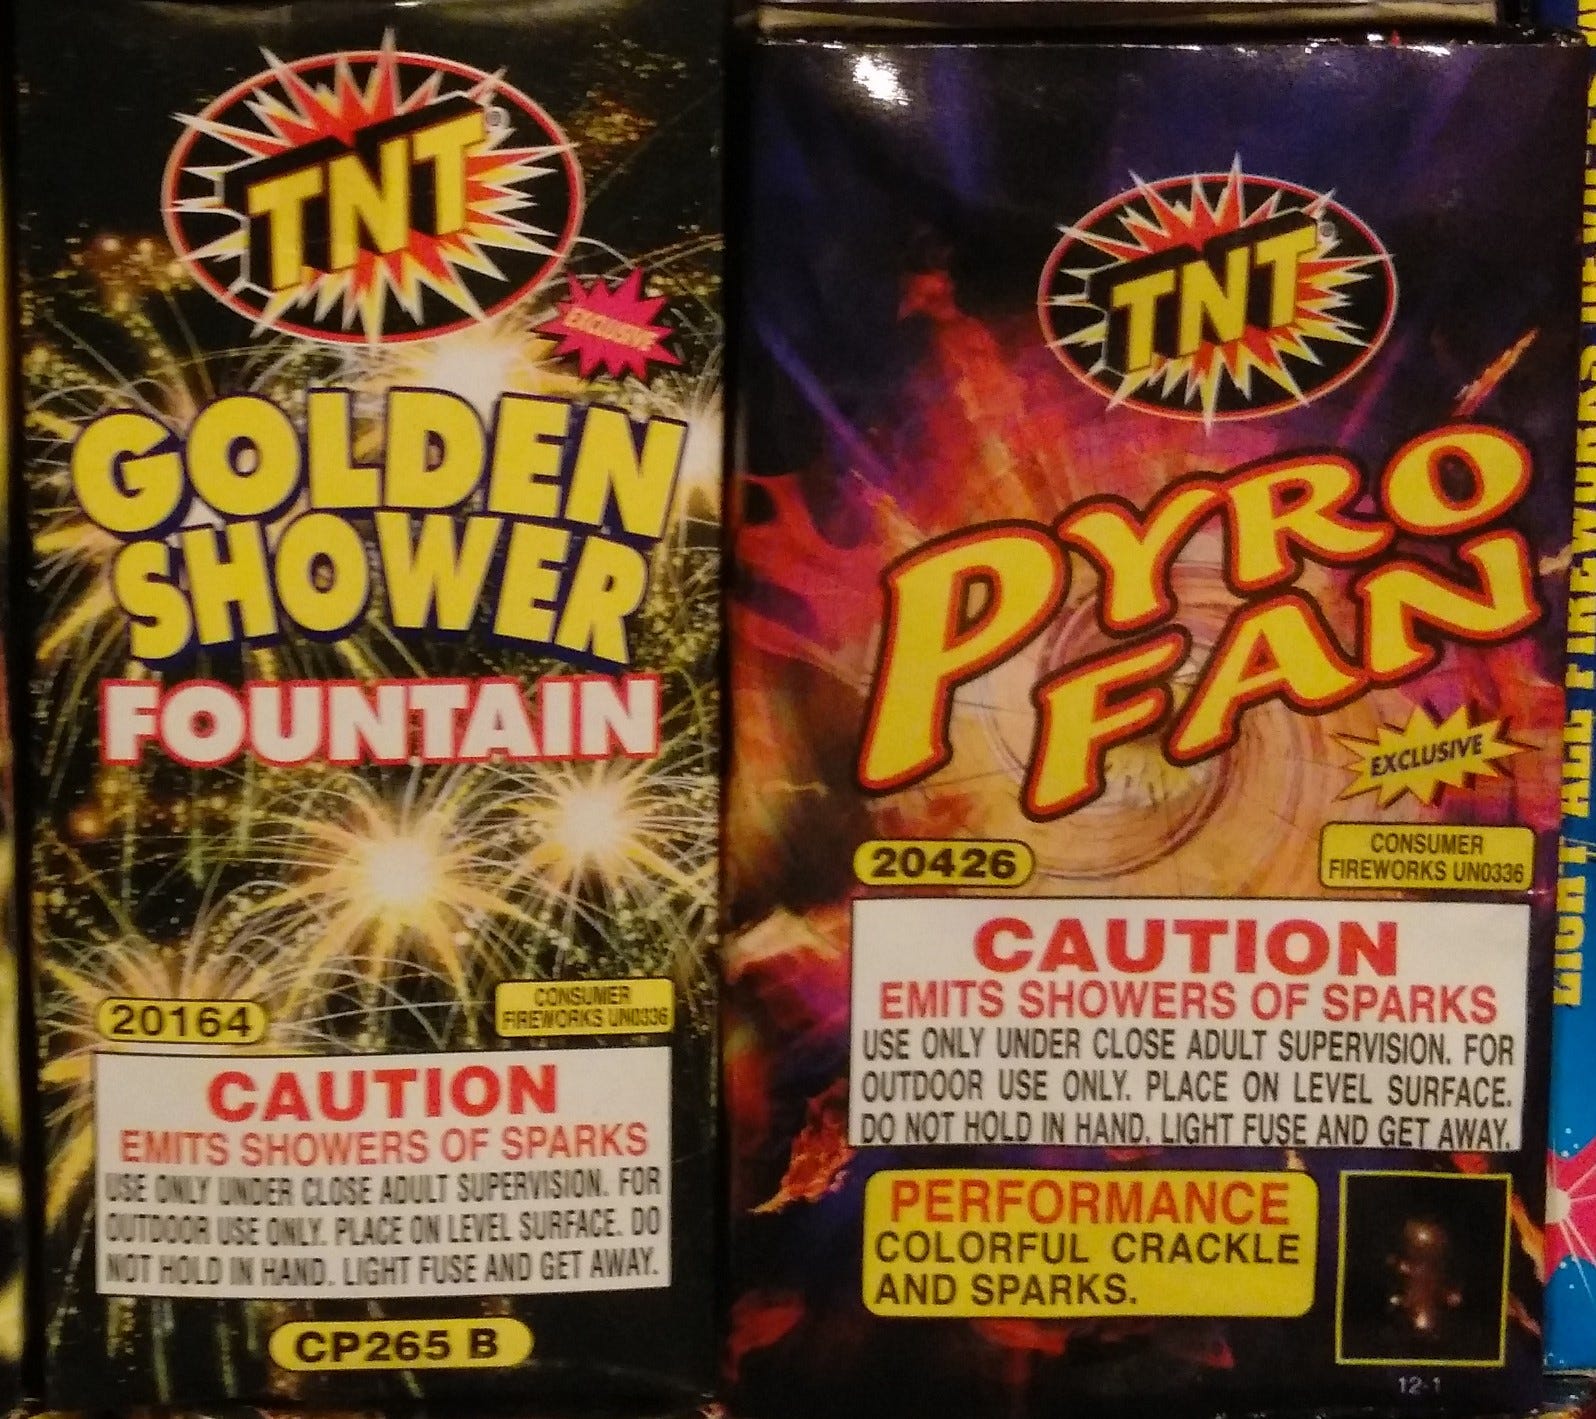 TNT®
EXCLUSIVE
GOLDEN
SHOWER
FOUNTAIN
20164
CONSUMER
FIREWORKS UN0336
CAUTION
EMITS SHOWERS OF SPARKS
USE ONLY UNDER CLOSE ADULT SUPERVISION. FOR
OUTDOOR USE ONLY. PLACE ON LEVEL SURFACE. DO
NOT HOLD IN HAND. LIGHT FUSE AND GET AWAY.
CP265 B
TNT®
PYRO
FAN
EXCLUSIVE
20426
CONSUMER
FIREWORKS UN0336
CAUTION
EMITS SHOWERS OF SPARKS
USE ONLY UNDER CLOSE ADULT SUPERVISION. FOR
OUTDOOR USE ONLY. PLACE ON LEVEL SURFACE.
DO NOT HOLD IN HAND. LIGHT FUSE AND GET AWAY.
PERFORMANCE
COLORFUL CRACKLE
AND SPARKS.
12-1
LIGHT ALL FIREWORKS